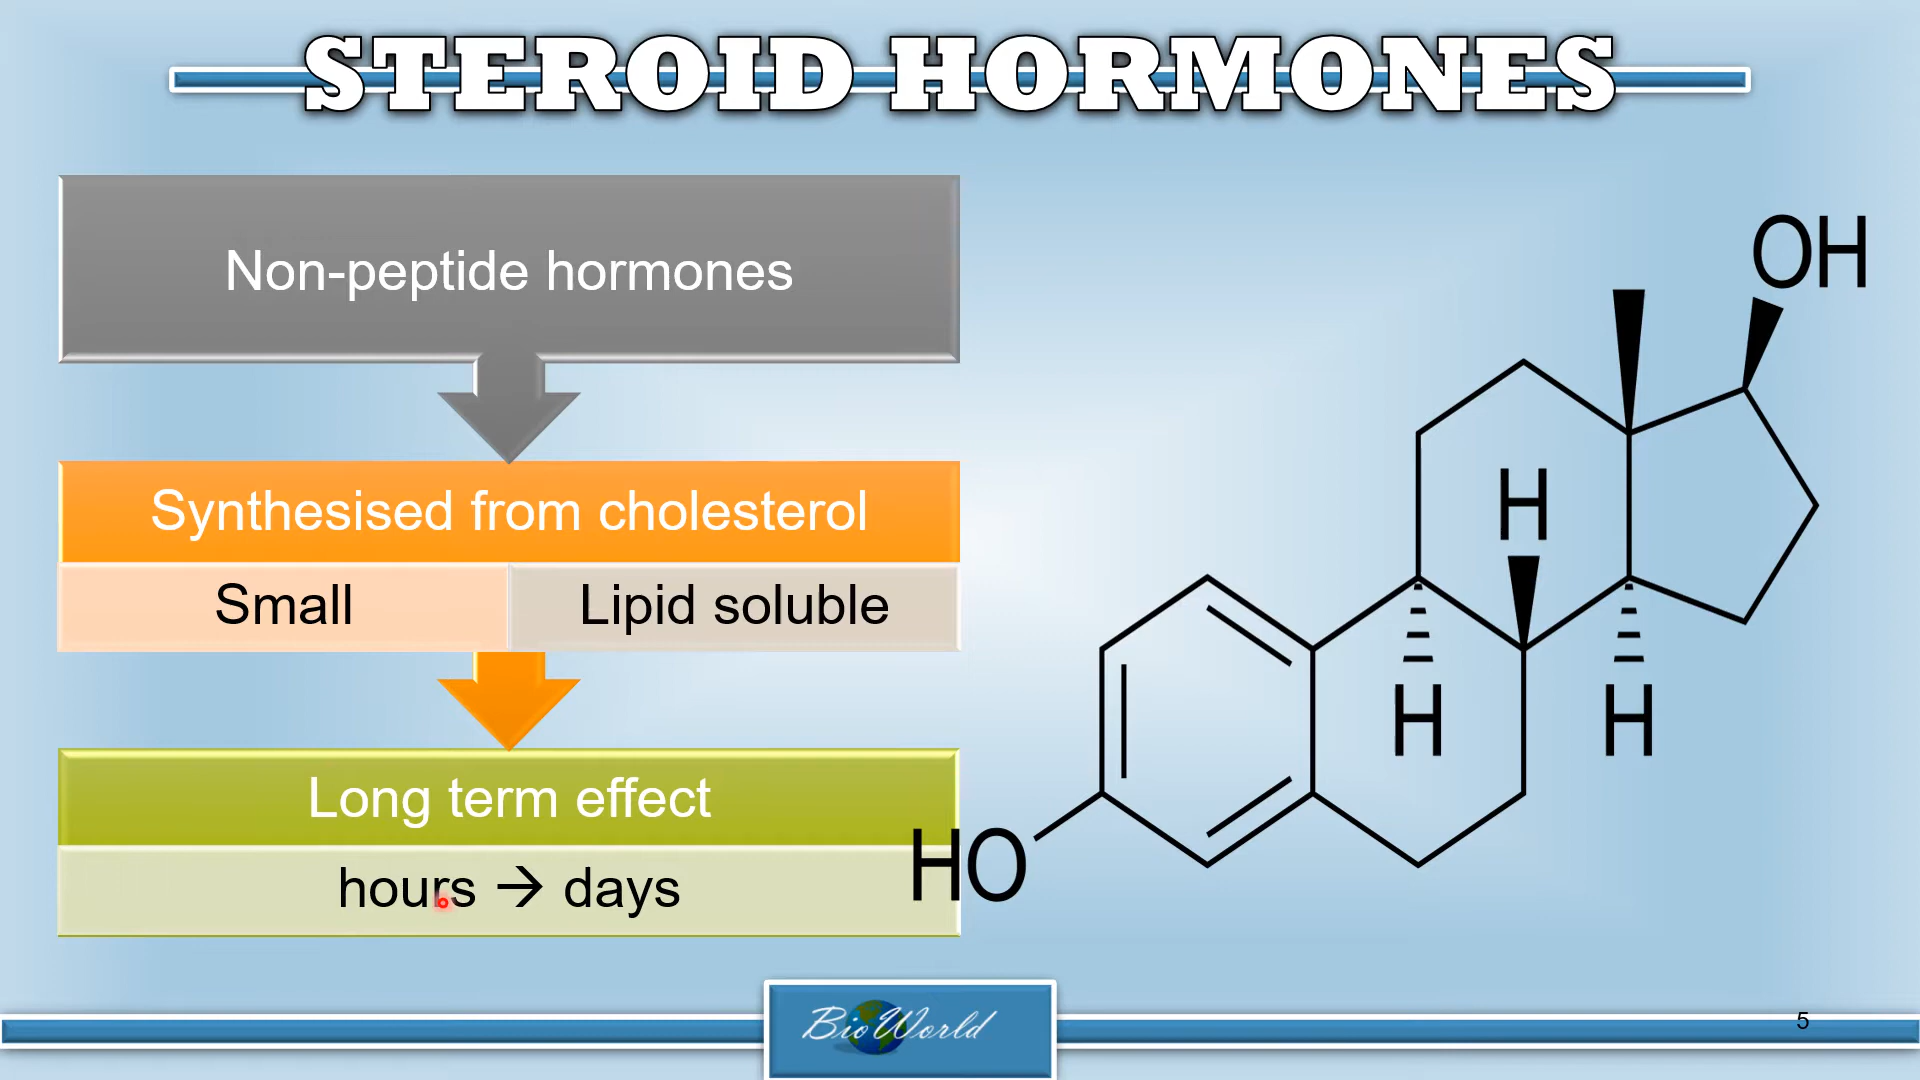 STEROID HORMONES
Non-peptide hormones
Synthesised from cholesterol
Small
Lipid soluble
Long term effect
hours → days
OH
H
H
H
HO
BioWorld
5